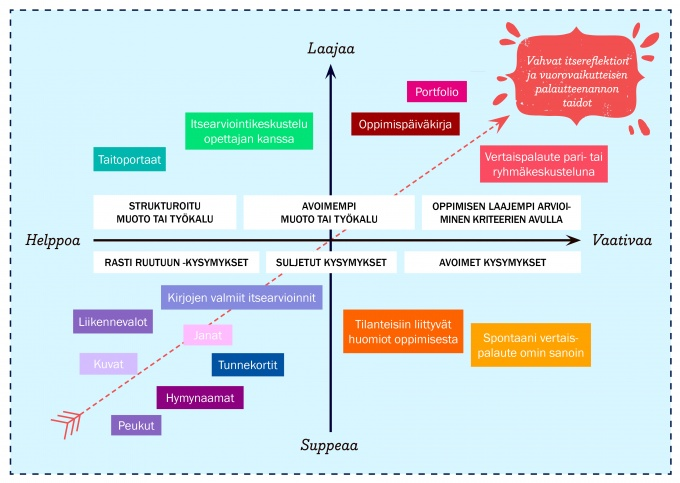 Laajaa
Vahvat itsereflektion
ja vuorovaikutteisen
palautteenannon
taidot
Portfolio
Itsearviointikeskustelu
opettajan kanssa
Oppimispäiväkirja
Taitoportaat
Vertaispalaute pari- tai
ryhmäkeskusteluna
STRUKTUROITU
MUOTO TAI TYÖKALU
AVOIMEMPI
MUOTO TAI TYÖKALU
OPPIMISEN LAAJEMPI ARVIOI-
MINEN KRITEERIEN AVULLA
Helppoa
Vaativaa
RASTI RUUTUUN -KYSYMYKSET
SULJETUT KYSYMYKSET
AVOIMET KYSYMYKSET
Kirjojen valmiit itsearvioinnit
Liikennevalot
Janat
Tilanteisiin liittyvät
huomiot oppimisesta
Spontaani vertais-
palaute omin sanoin
Kuvat
Tunnekortit
Hymynaamat
Peukut
Suppeaa